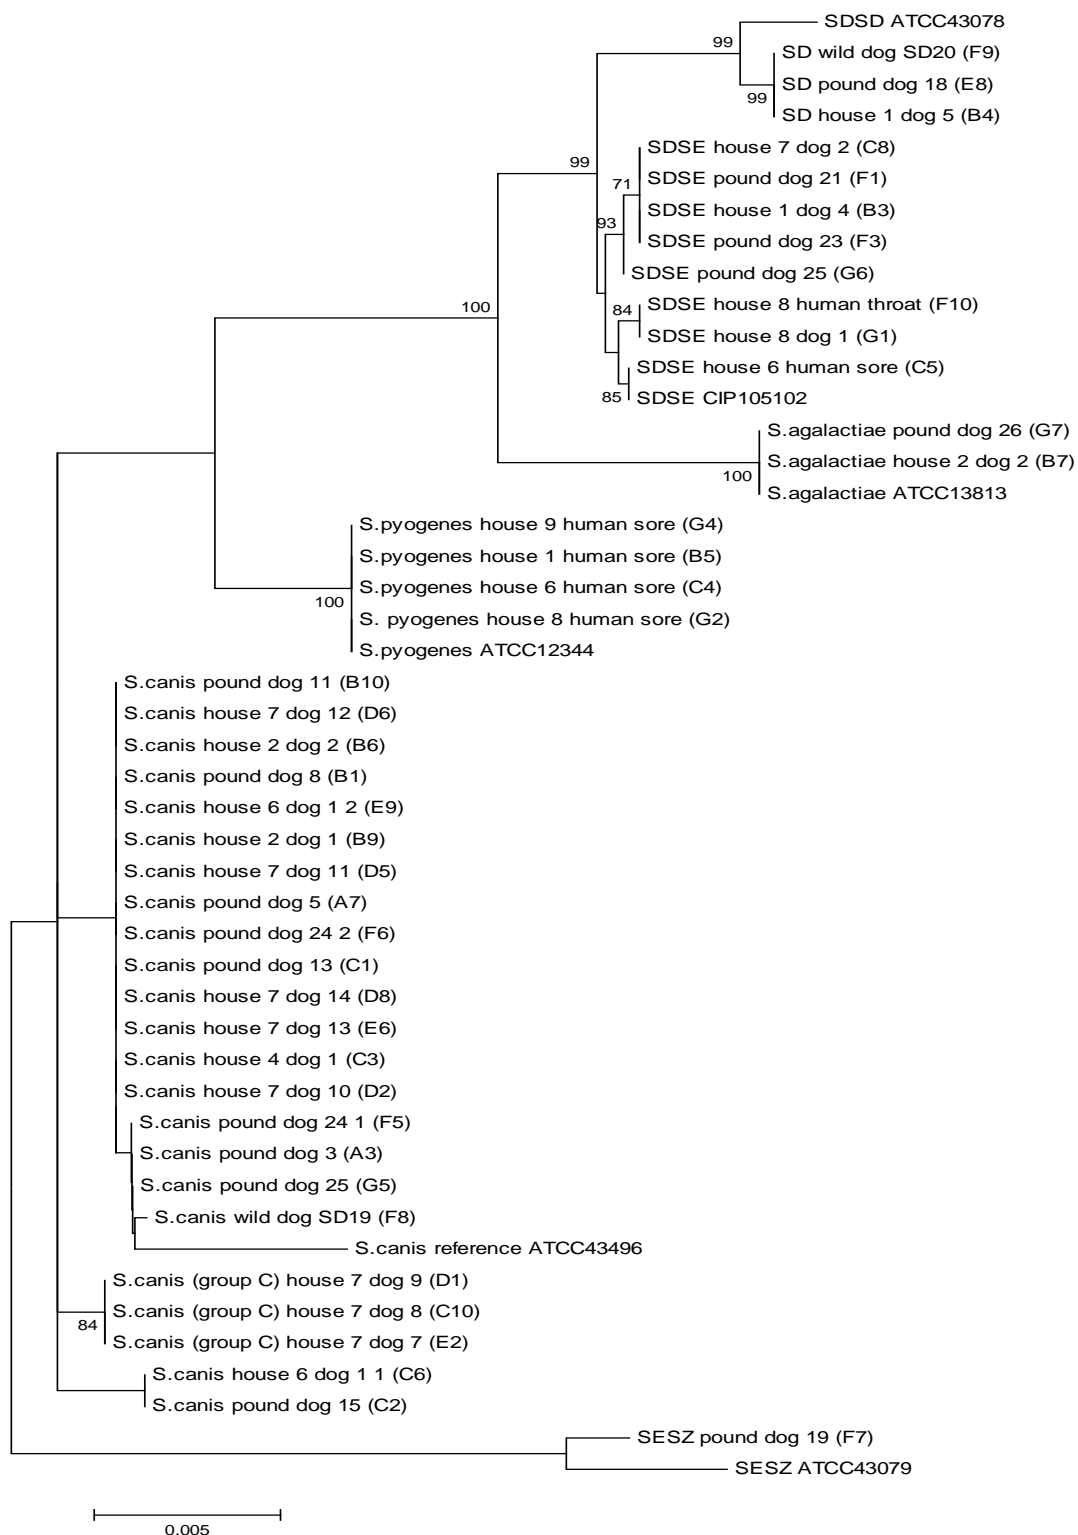 SDSD ATCC43078
99
SD wild dog SD20 (F9)
SD pound dog 18 (E8)
99
SD house 1 dog 5 (B4)
SDSE house 7 dog 2 (C8)
99
SDSE pound dog 21 (F1)
71
SDSE house 1 dog 4 (B3)
93
SDSE pound dog 23 (F3)
SDSE pound dog 25 (G6)
SDSE house 8 human throat (F10)
100
84
SDSE house 8 dog 1 (G1)
SDSE house 6 human sore (C5)
85
SDSE CIP105102
S.agalactiae pound dog 26 (G7)
S.agalactiae house 2 dog 2 (B7)
100
S.agalactiae ATCC13813
S.pyogenes house 9 human sore (G4)
S.pyogenes house 1 human sore (B5)
S.pyogenes house 6 human sore (C4)
100
S. pyogenes house 8 human sore (G2)
S.pyogenes ATCC12344
S.canis pound dog 11 (B10)
S.canis house 7 dog 12 (D6)
S.canis house 2 dog 2 (B6)
S.canis pound dog 8 (B1)
S.canis house 6 dog 1 2 (E9)
S.canis house 2 dog 1 (B9)
S.canis house 7 dog 11 (D5)
S.canis pound dog 5 (A7)
S.canis pound dog 24 2 (F6)
S.canis pound dog 13 (C1)
S.canis house 7 dog 14 (D8)
S.canis house 7 dog 13 (E6)
S.canis house 4 dog 1 (C3)
S.canis house 7 dog 10 (D2)
S.canis pound dog 24 1 (F5)
S.canis pound dog 3 (A3)
S.canis pound dog 25 (G5)
S.canis wild dog SD19 (F8)
S.canis reference ATCC43496
S.canis (group C) house 7 dog 9 (D1)
S.canis (group C) house 7 dog 8 (C10)
84
S.canis (group C) house 7 dog 7 (E2)
S.canis house 6 dog 1 1 (C6)
S.canis pound dog 15 (C2)
SESZ pound dog 19 (F7)
SESZ ATCC43079
0.005